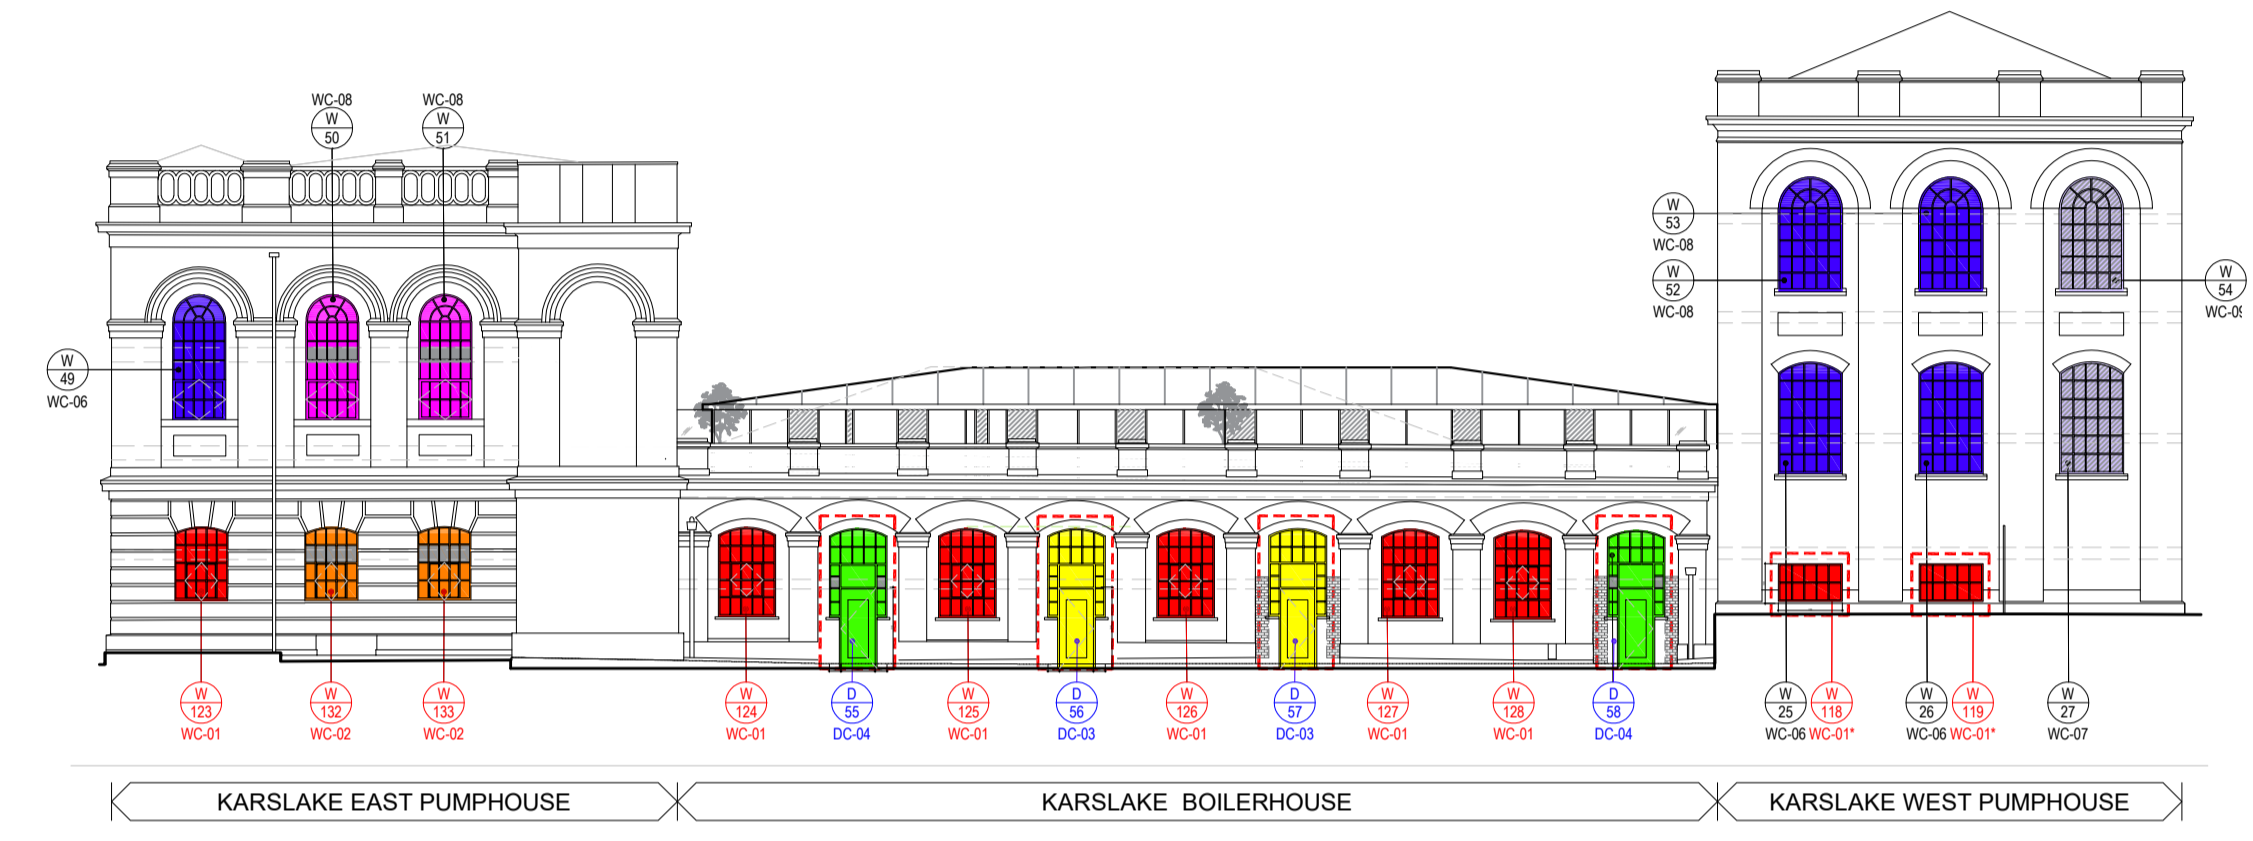 WC-08
W
50
WC-08
W
51
W
53
WC-08
W
52
WC-08
W
54
WC-09
W
49
WC-06
W
123
WC-01
W
132
WC-02
W
133
WC-02
W
124
WC-01
D
55
DC-04
W
125
WC-01
D
56
DC-03
W
126
WC-01
D
57
DC-03
W
127
WC-01
W
128
WC-01
D
58
DC-04
W
25
WC-06
W
118
WC-01*
W
26
WC-06
W
119
WC-01*
W
27
WC-07
KARSLAKE EAST PUMPHOUSE
KARSLAKE BOILERHOUSE
KARSLAKE WEST PUMPHOUSE